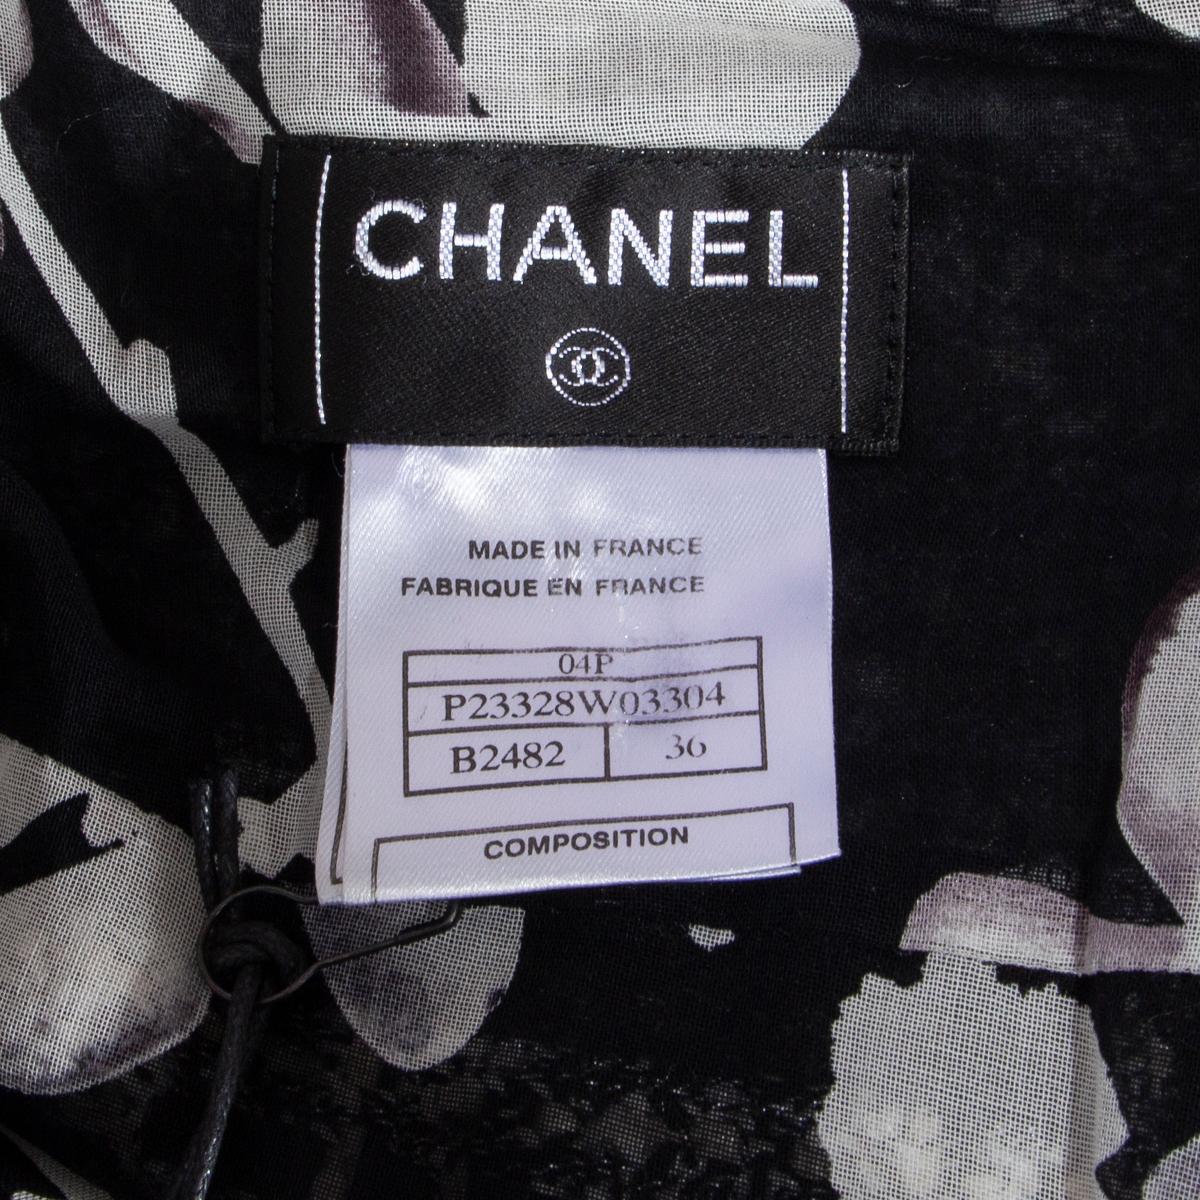 CHANEL
MADE IN FRANCE
FABRIQUE EN FRANCE
04P
P23328W03304
B2482 36
COMPOSITION